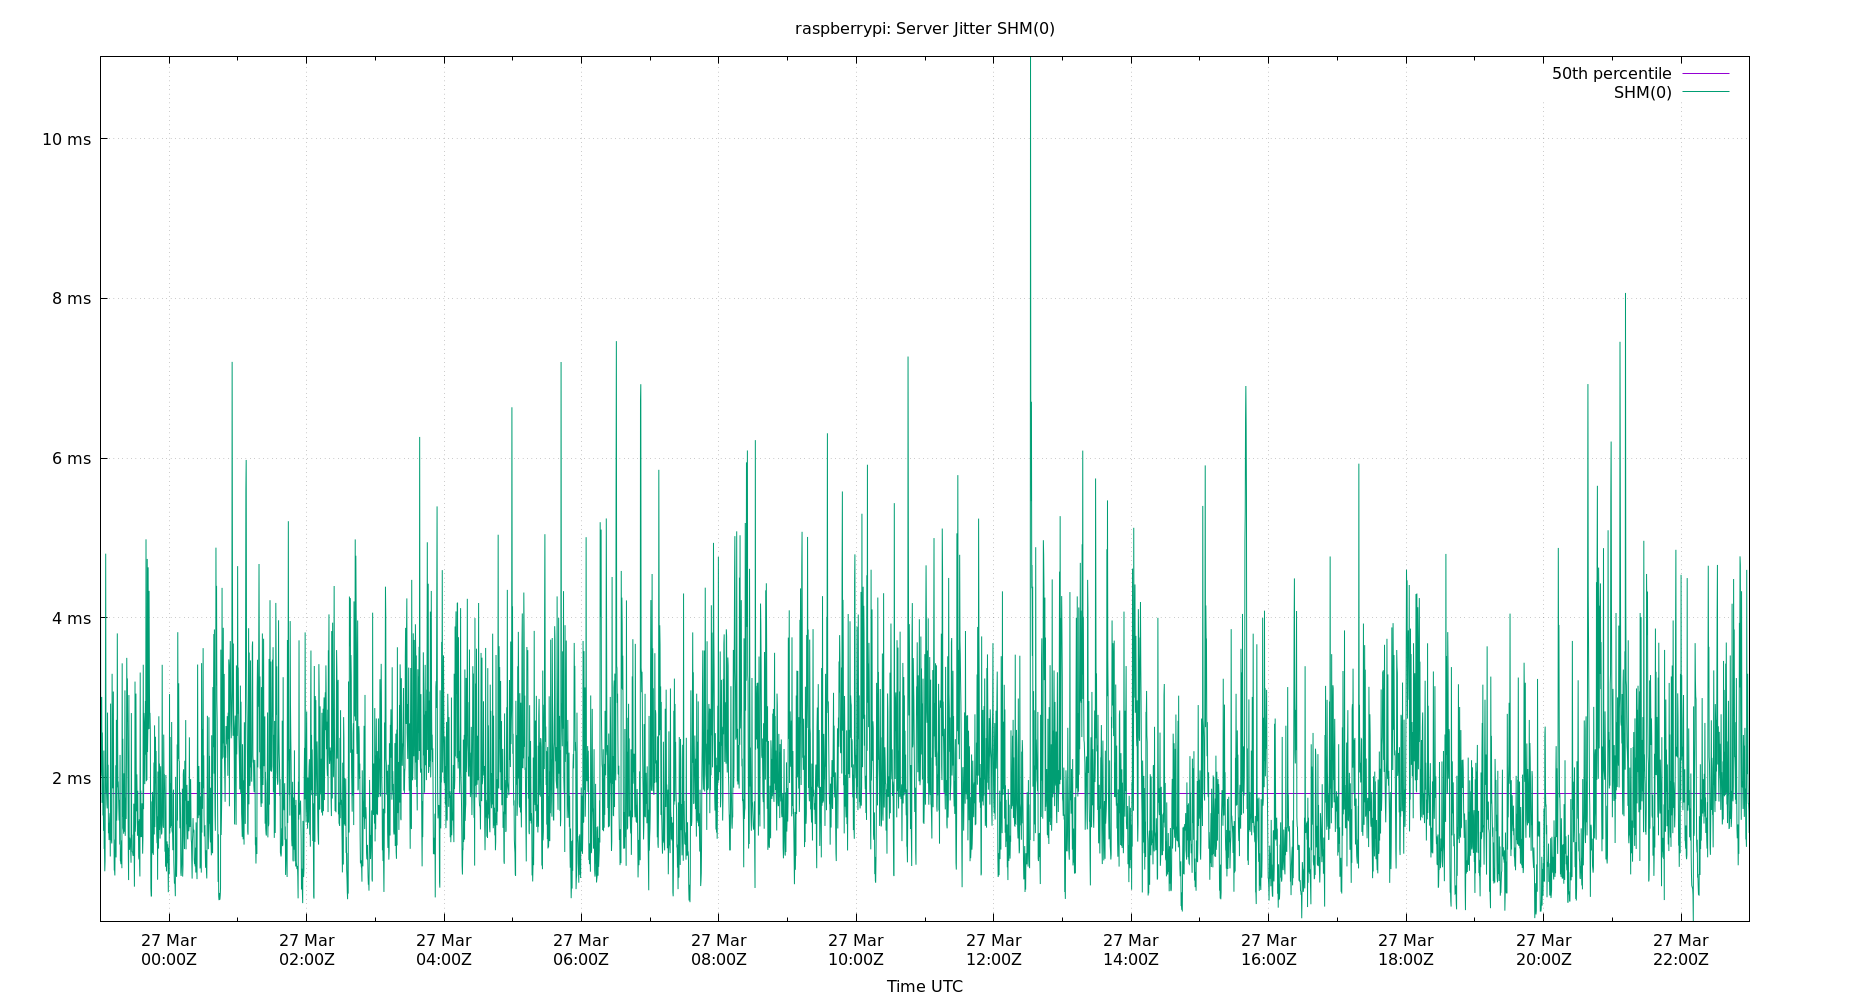 raspberrypi: Server Jitter SHM(0)
50th percentile
SHM(0)
10 ms
8 ms
6 ms
4 ms
2 ms
27 Mar 27 Mar 27 Mar 27 Mar 27 Mar 27 Mar 27 Mar 27 Mar 27 Mar 27 Mar 27 Mar 27 Mar
00:00Z 02:00Z 04:00Z 06:00Z 08:00Z 10:00Z 12:00Z 14:00Z 16:00Z 18:00Z 20:00Z 22:00Z
Time UTC